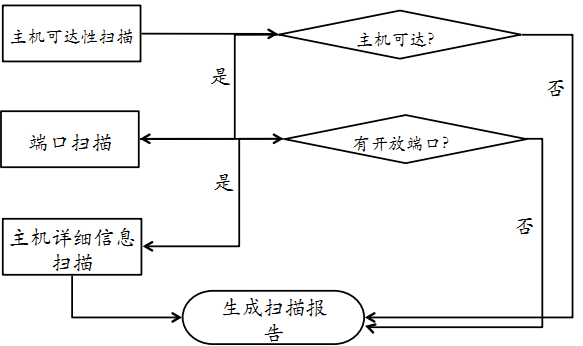 主机可达性扫描
主机可达?
是
否
端口扫描
有开放端口?
是
否
主机详细信息
扫描
生成扫描报
告